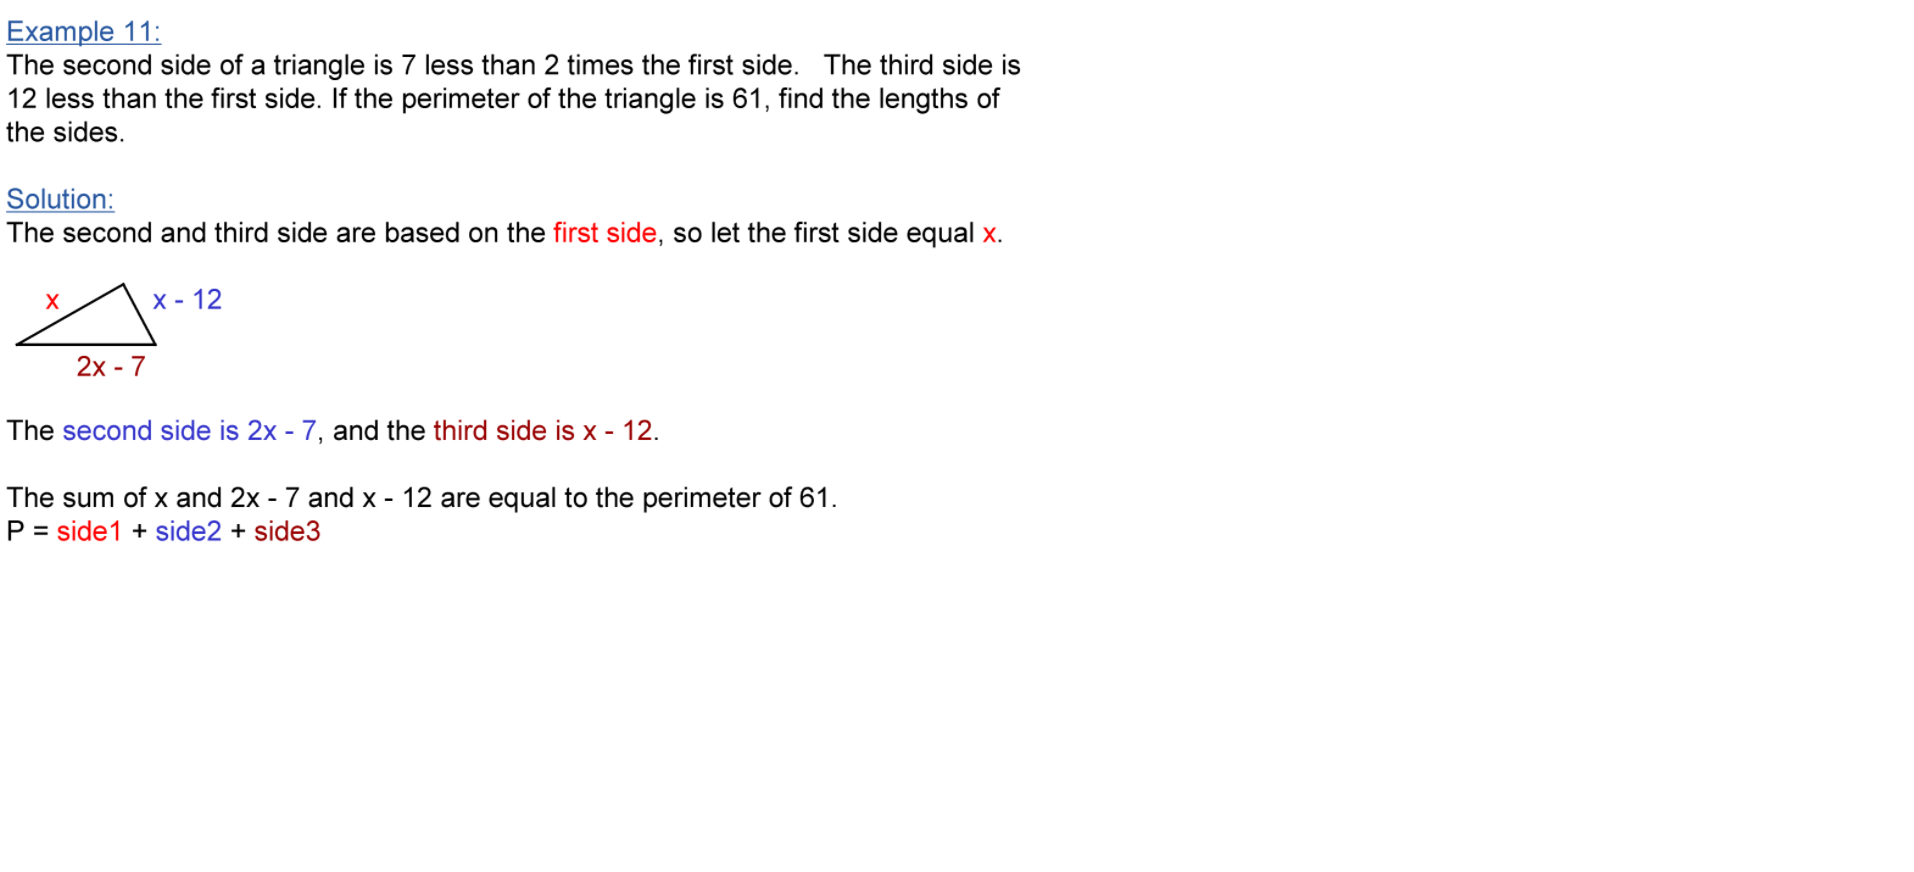 Example 11:
The second side of a triangle is 7 less than 2 times the first side.   The third side is
12 less than the first side. If the perimeter of the triangle is 61, find the lengths of
the sides.
Solution:
The second and third side are based on the first side, so let the first side equal x.
x
x - 12
2x - 7
The second side is 2x - 7, and the third side is x - 12.
The sum of x and 2x - 7 and x - 12 are equal to the perimeter of 61.
P = side1 + side2 + side3